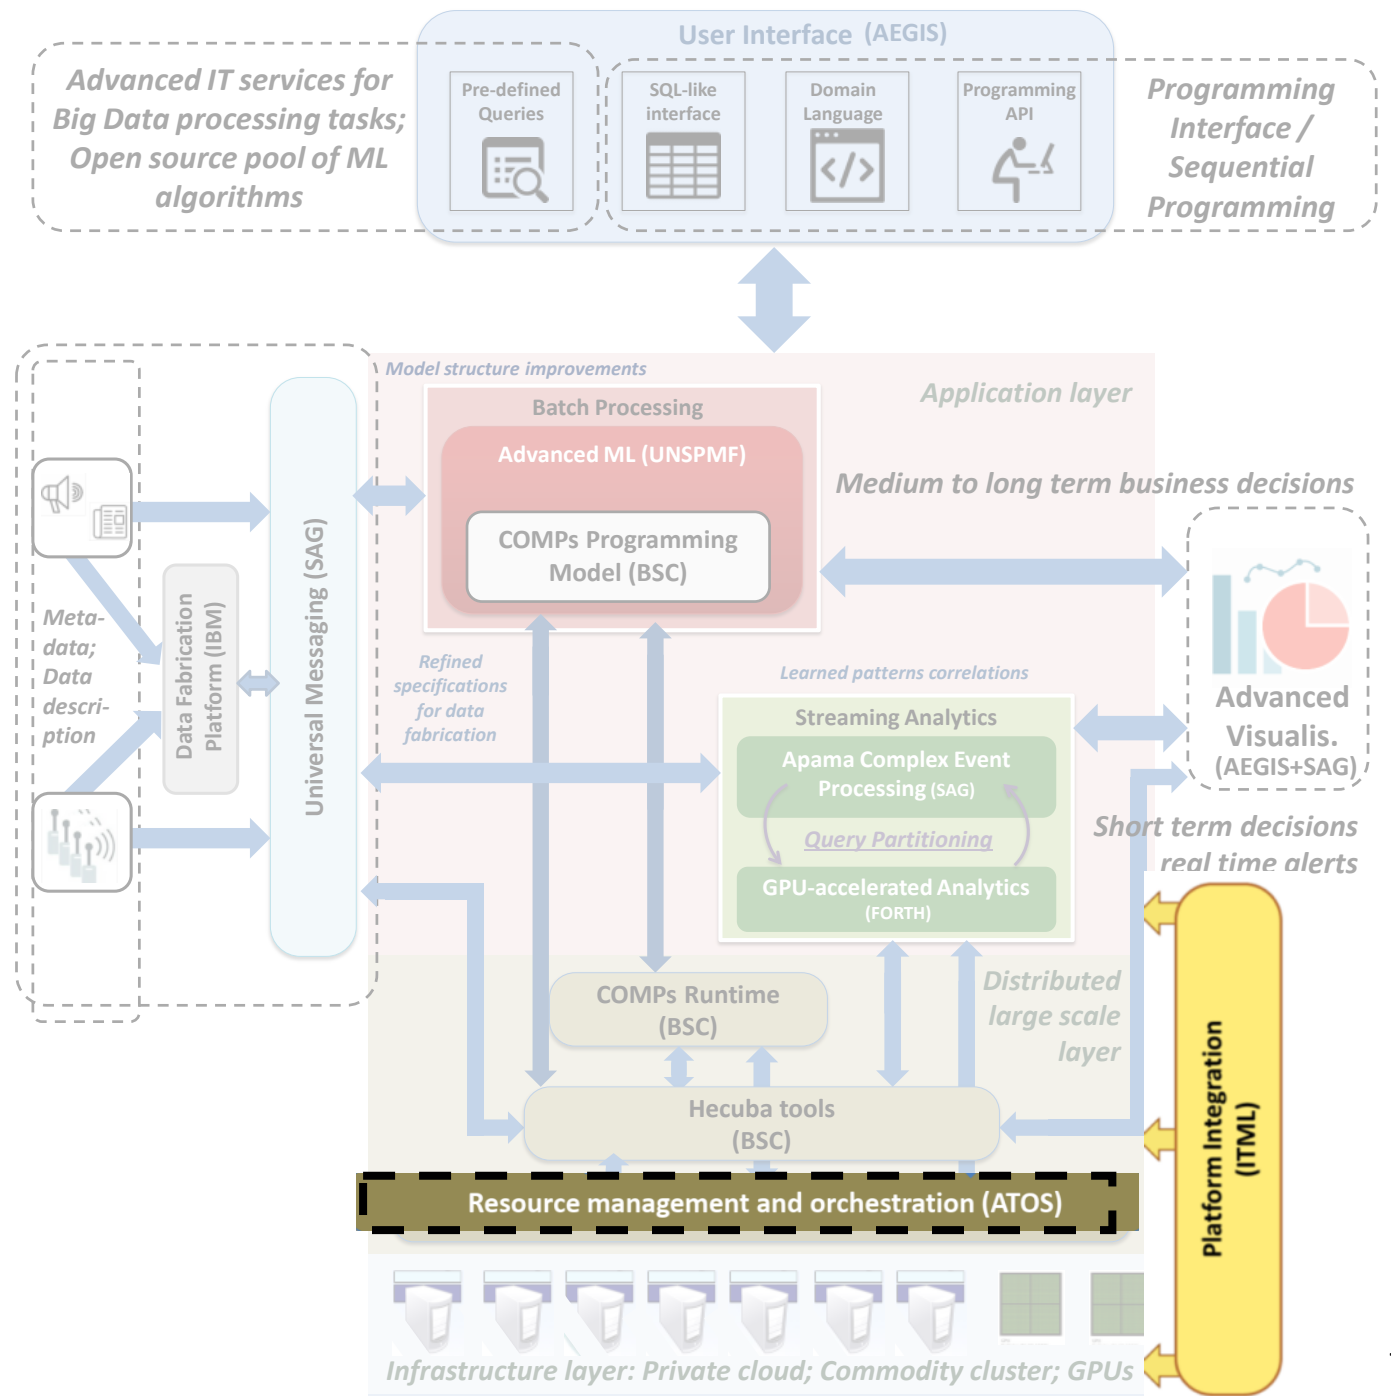 User Interface (AEGIS)
Advanced IT services for
Big Data processing tasks;
Open source pool of ML
algorithms
Pre-defined
Queries
SQL-like
interface
Domain
Language
Programming
API
Programming
Interface /
Sequential
Programming
Model structure improvements
Application layer
Batch Processing
Advanced ML (UNSPMF)
COMPs Programming
Model (BSC)
Medium to long term business decisions
Universal Messaging (SAG)
Data Fabrication
Platform (IBM)
Meta-
data;
Data
descri-
ption
Refined
specifications
for data
fabrication
Learned patterns correlations
Streaming Analytics
Apama Complex Event
Processing (SAG)
Query Partitioning
GPU-accelerated Analytics
(FORTH)
Advanced
Visualis.
(AEGIS+SAG)
Short term decisions
real time alerts
COMPs Runtime
(BSC)
Distributed
large scale
layer
Hecuba tools
(BSC)
Platform Integration
(ITML)
Resource management and orchestration (ATOS)
Infrastructure layer: Private cloud; Commodity cluster; GPUs